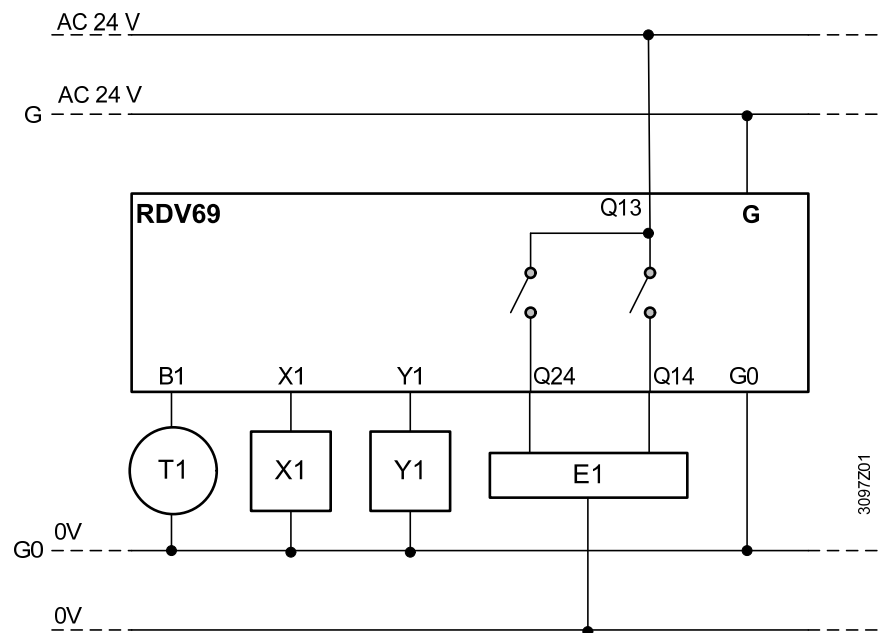 AC 24 V
AC 24 V
G
RDV69
Q13
G
B1
X1
Y1
Q24
Q14
G0
T1
X1
Y1
E1
3097Z01
0V
G0
0V